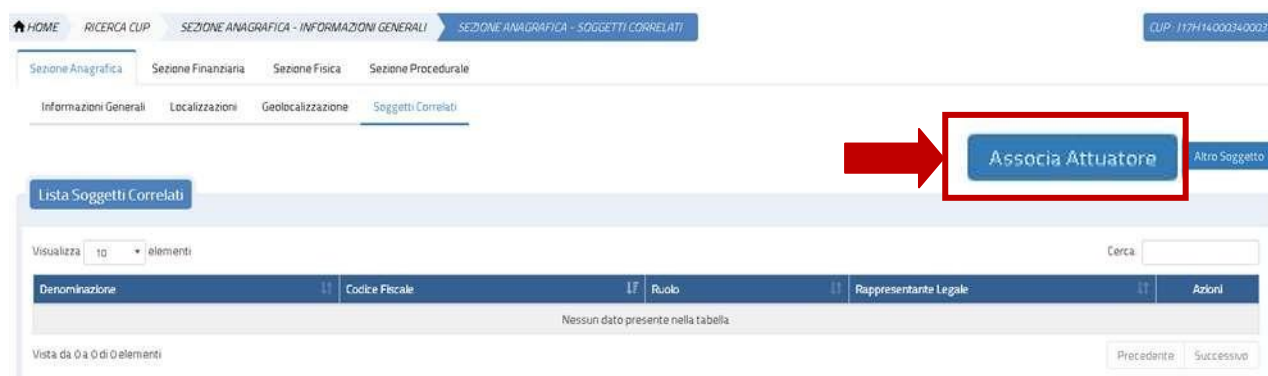 HOME RICERCA CUP SEZIONE ANAGRAFICA - INFORMAZIONI GENERALI SEZIONE ANAGRAFICA - SOGGETTI CORRELATI CUP: J17H14000340003
Sezione Anagrafica Sezione Finanziaria Sezione Fisica Sezione Procedurale
Informazioni Generali Localizzazioni Geolocalizzazione Soggetti Correlati
Associa Attuatore Altro Soggetto
Lista Soggetti Correlati
Visualizza 10 elementi Cerca:
Denominazione Codice Fiscale Ruolo Rappresentante Legale Azioni
Nessun dato presente nella tabella
Vista da 0 a 0 di 0 elementi Precedente Successivo